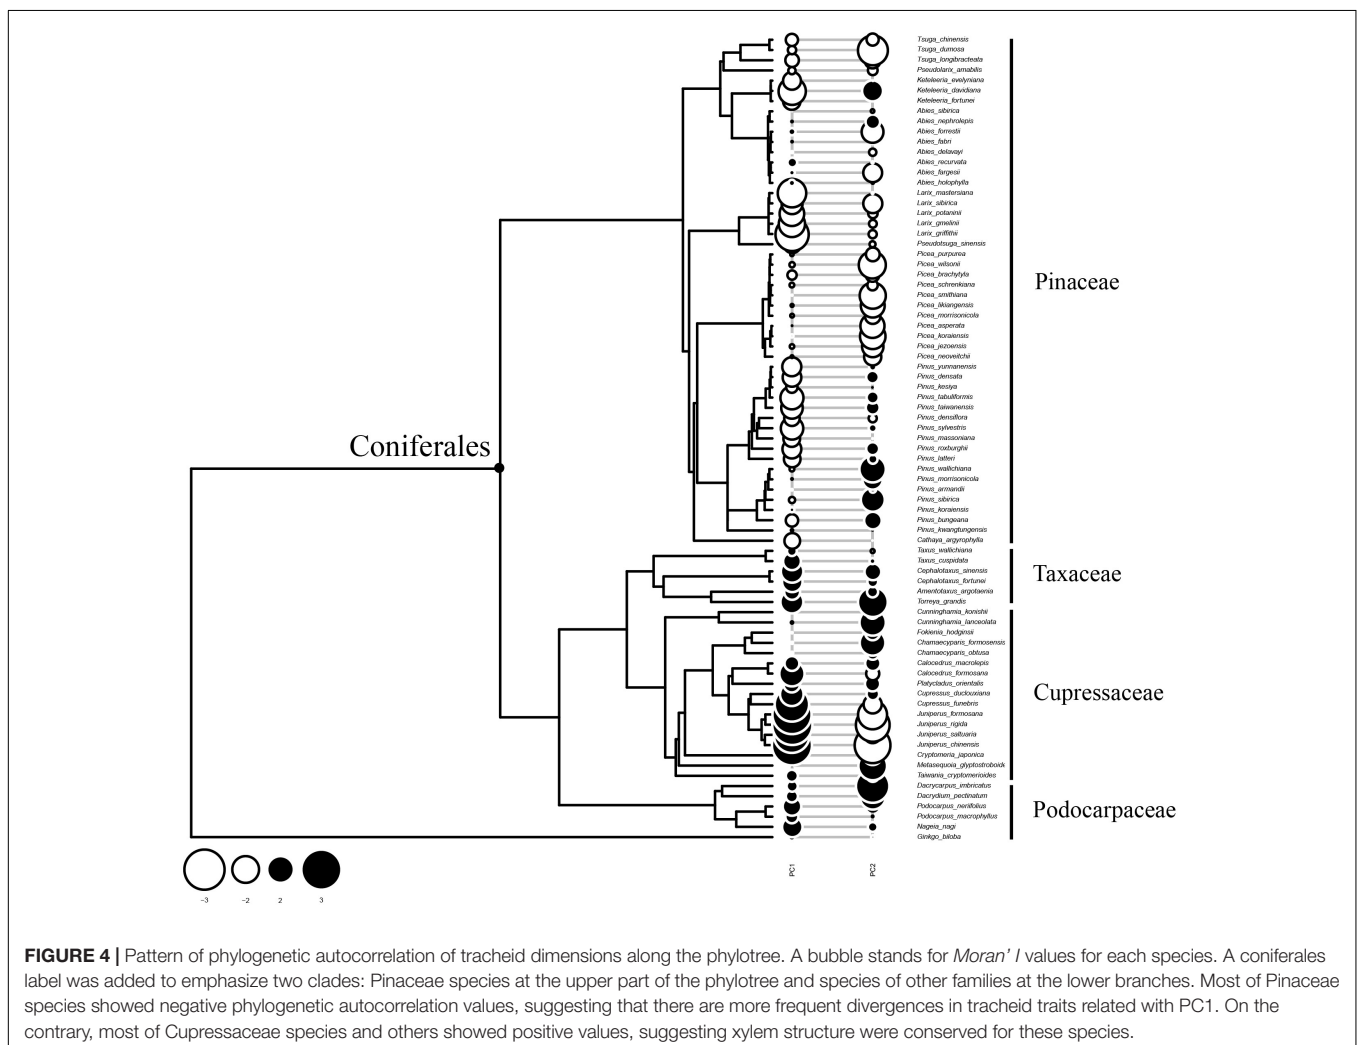 Tsuga_chinensis
Tsuga_dumosa
Tsuga_longibracteata
Pseudolarix_amabilis
Keteleeria_evelyniana
Keteleeria_davidiana
Keteleeria_fortunei
Abies_sibirica
Abies_nephrolepis
Abies_forrestii
Abies_fabri
Abies_delavayi
Abies_recurvata
Abies_fargesii
Abies_holophylla
Larix_mastersiana
Larix_sibirica
Larix_potaninii
Larix_gmelinii
Larix_griffithii
Pseudotsuga_sinensis
Picea_purpurea
Picea_wilsonii
Picea_brachytyla
Picea_schrenkiana
Picea_smithiana
Picea_likiangensis
Picea_morrisonicola
Picea_asperata
Picea_koraiensis
Picea_jezoensis
Picea_neoveitchii
Pinus_yunnanensis
Pinus_densata
Pinus_kesiya
Pinus_tabuliformis
Pinus_taiwanensis
Pinus_densiflora
Pinus_sylvestris
Pinus_massoniana
Pinus_roxburghii
Pinus_latteri
Pinus_wallichiana
Pinus_morrisonicola
Pinus_armandii
Pinus_sibirica
Pinus_koraiensis
Pinus_bungeana
Pinus_kwangtungensis
Cathaya_argyrophylla
Taxus_wallichiana
Taxus_cuspidata
Cephalotaxus_sinensis
Cephalotaxus_fortunei
Amentotaxus_argotaenia
Torreya_grandis
Cunninghamia_konishii
Cunninghamia_lanceolata
Fokienia_hodginsii
Chamaecyparis_formosensis
Chamaecyparis_obtusa
Calocedrus_macrolepis
Calocedrus_formosana
Platycladus_orientalis
Cupressus_duclouxiana
Cupressus_funebris
Juniperus_formosana
Juniperus_rigida
Juniperus_saltuaria
Juniperus_chinensis
Cryptomeria_japonica
Metasequoia_glyptostroboide
Taiwania_cryptomerioides
Dacrycarpus_imbricatus
Dacrydium_pectinatum
Podocarpus_neriifolius
Podocarpus_macrophyllus
Nageia_nagi
Ginkgo_biloba
Pinaceae
Taxaceae
Cupressaceae
Podocarpaceae
Coniferales
PC1
PC2
−3 −2 2 3
FIGURE 4 | Pattern of phylogenetic autocorrelation of tracheid dimensions along the phylotree. A bubble stands for Moran' I values for each species. A coniferales
label was added to emphasize two clades: Pinaceae species at the upper part of the phylotree and species of other families at the lower branches. Most of Pinaceae
species showed negative phylogenetic autocorrelation values, suggesting that there are more frequent divergences in tracheid traits related with PC1. On the
contrary, most of Cupressaceae species and others showed positive values, suggesting xylem structure were conserved for these species.